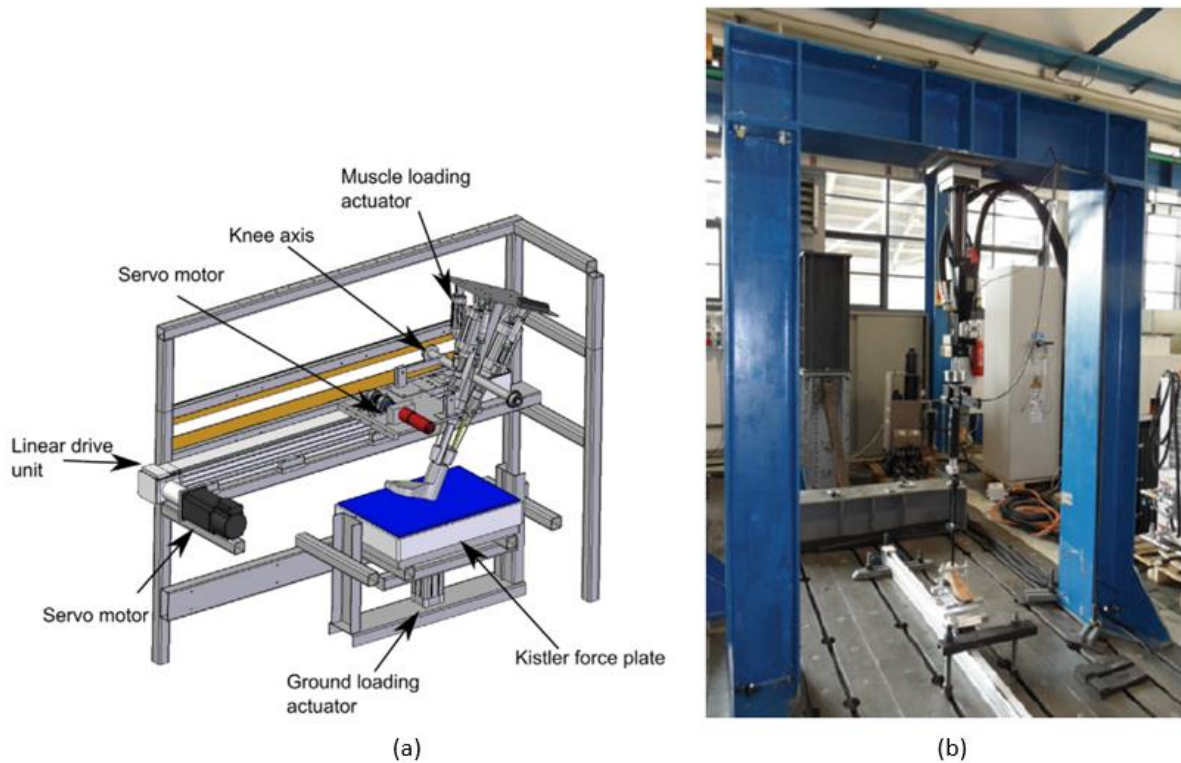 Muscle loading
actuator
Knee axis
Servo motor
Linear drive
unit
Servo motor
Ground loading
actuator
Kistler force plate
(a)
(b)